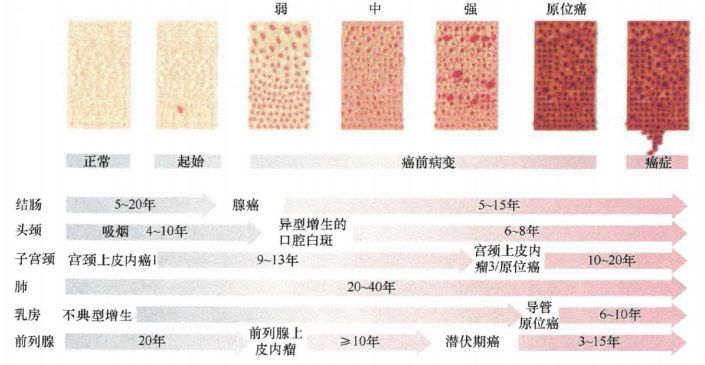 弱 中 强 原位癌
正常 起始 癌前病变 癌症
结肠 5~20年 腺癌 5~15年
头颈 吸烟 4~10年 异型增生的口腔白斑 6~8年
子宫颈 宫颈上皮内癌1 9~13年 宫颈上皮内瘤3/原位癌 10~20年
肺 20~40年
乳房 不典型增生 导管原位癌 6~10年
前列腺 20年 前列腺上皮内瘤 ≥10年 潜伏期癌 3~15年